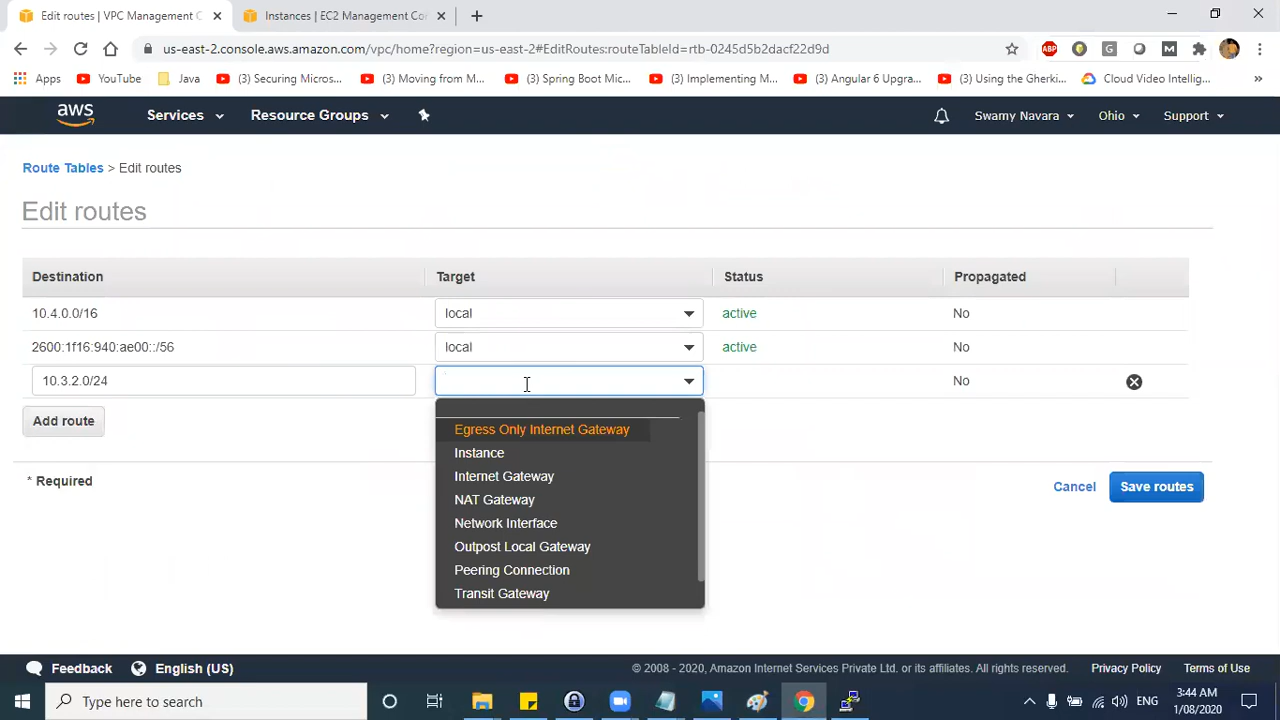 Edit routes | VPC Management C
Instances | EC2 Management Con
us-east-2.console.aws.amazon.com/vpc/home?region=us-east-2#EditRoutes:routeTableId=rtb-0245d5b2dacf22d9d
ABP
G
M
Apps YouTube Java (3) Securing Micros... (3) Moving from M... (3) Spring Boot Mic... (3) Implementing M... (3) Angular 6 Upgra... (3) Using the Gherki... Cloud Video Intellig... »
aws Services Resource Groups Swamy Navara Ohio Support
Route Tables > Edit routes
Edit routes
Destination Target Status Propagated
10.4.0.0/16 local active No
2600:1f16:940:ae00::/56 local active No
10.3.2.0/24 No
Add route
Egress Only Internet Gateway
Instance
Internet Gateway
NAT Gateway
Network Interface
Outpost Local Gateway
Peering Connection
Transit Gateway
* Required
Cancel Save routes
Feedback English (US) © 2008 - 2020, Amazon Internet Services Private Ltd. or its affiliates. All rights reserved. Privacy Policy Terms of Use
Type here to search
ENG
3:44 AM
1/08/2020